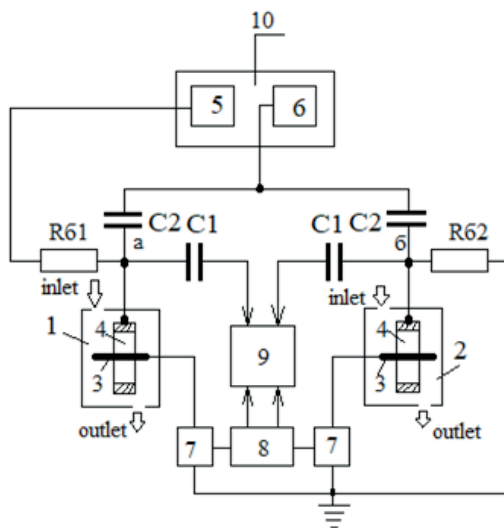 10
5 6
C2 C1 C1 C2
а б
R61 R62
inlet inlet
1 4 4 2
9
3 3
outlet outlet
7 8 7